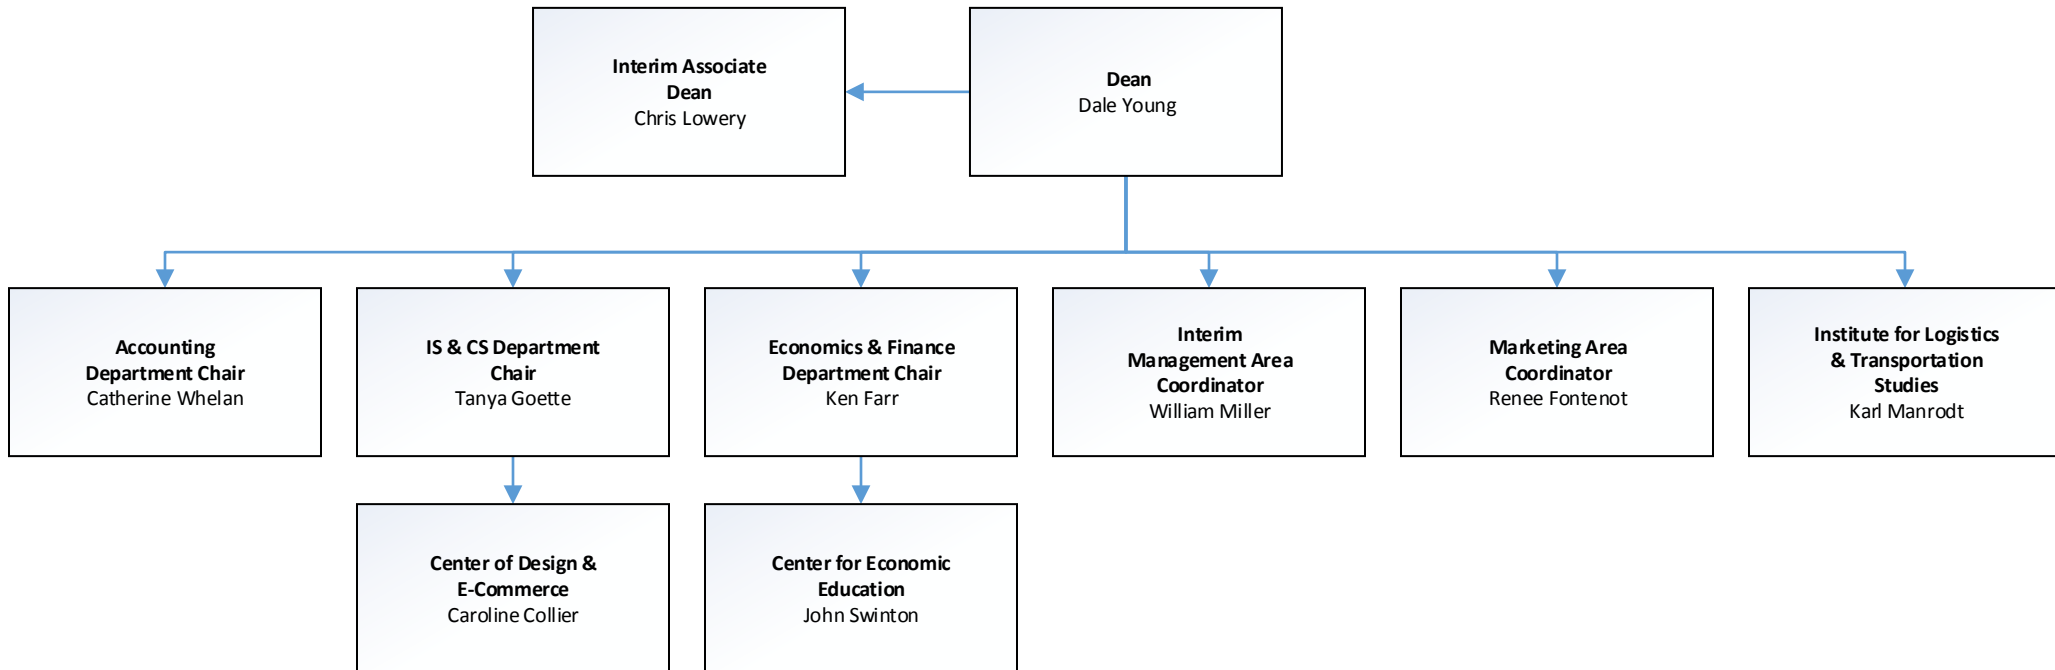 Interim Associate
Dean
Chris Lowery
Dean
Dale Young
Accounting
Department Chair
Catherine Whelan
IS & CS Department
Chair
Tanya Goette
Economics & Finance
Department Chair
Ken Farr
Interim
Management Area
Coordinator
William Miller
Marketing Area
Coordinator
Renee Fontenot
Institute for Logistics
& Transportation
Studies
Karl Manrodt
Center of Design &
E-Commerce
Caroline Collier
Center for Economic
Education
John Swinton